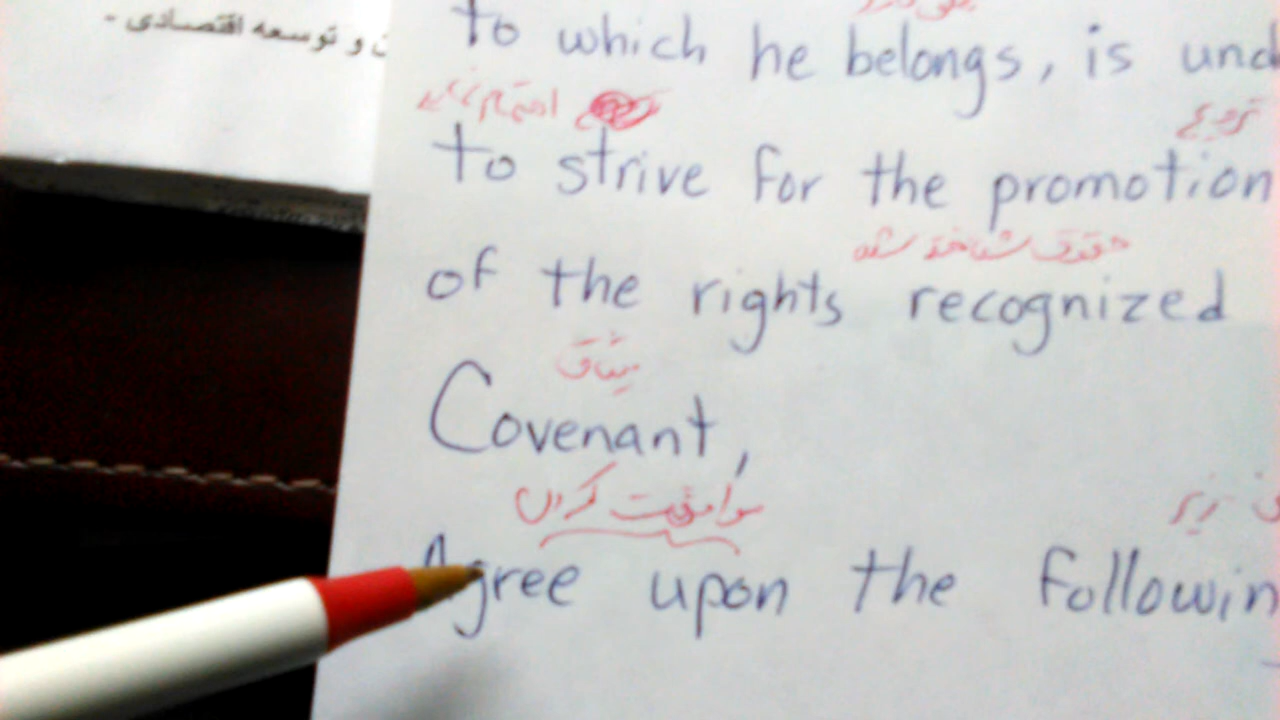 و توسعه اقتصادی -
to which he belongs, is und
ترویج
to strive for the promotion
حقوق شناخته شده
of the rights recognized
میثاق
Covenant,
موافقت کردن
Agree upon the followin